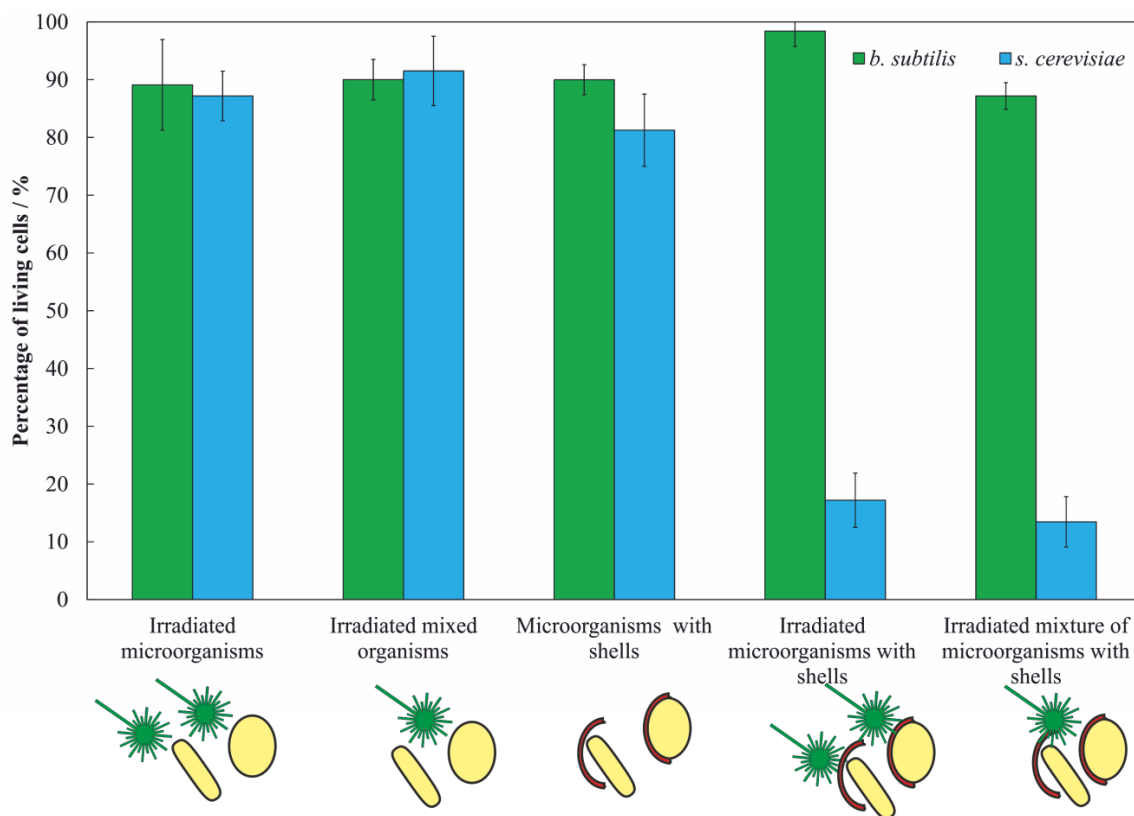 100
90
80
70
60
50
40
30
20
10
0
Percentage of living cells / %
b. subtilis
s. cerevisiae
Irradiated
microorganisms
Irradiated mixed
organisms
Microorganisms with
shells
Irradiated
microorganisms with
shells
Irradiated mixture of
microorganisms with
shells